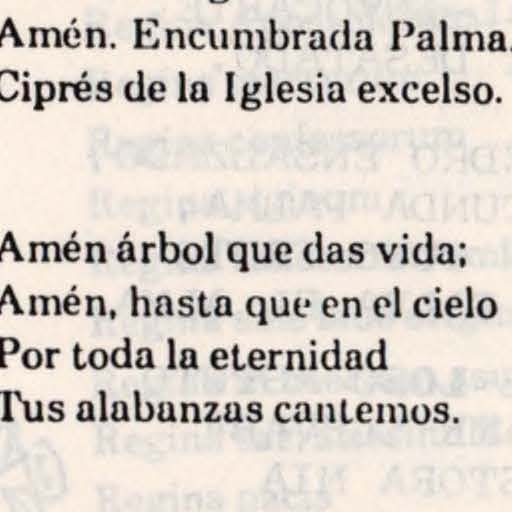 Amén. Encumbrada Palma.
Ciprés de la Iglesia excelso.
Amén árbol que das vida;
Amén, hasta que en el cielo
Por toda la eternidad
Tus alabanzas cantemos.